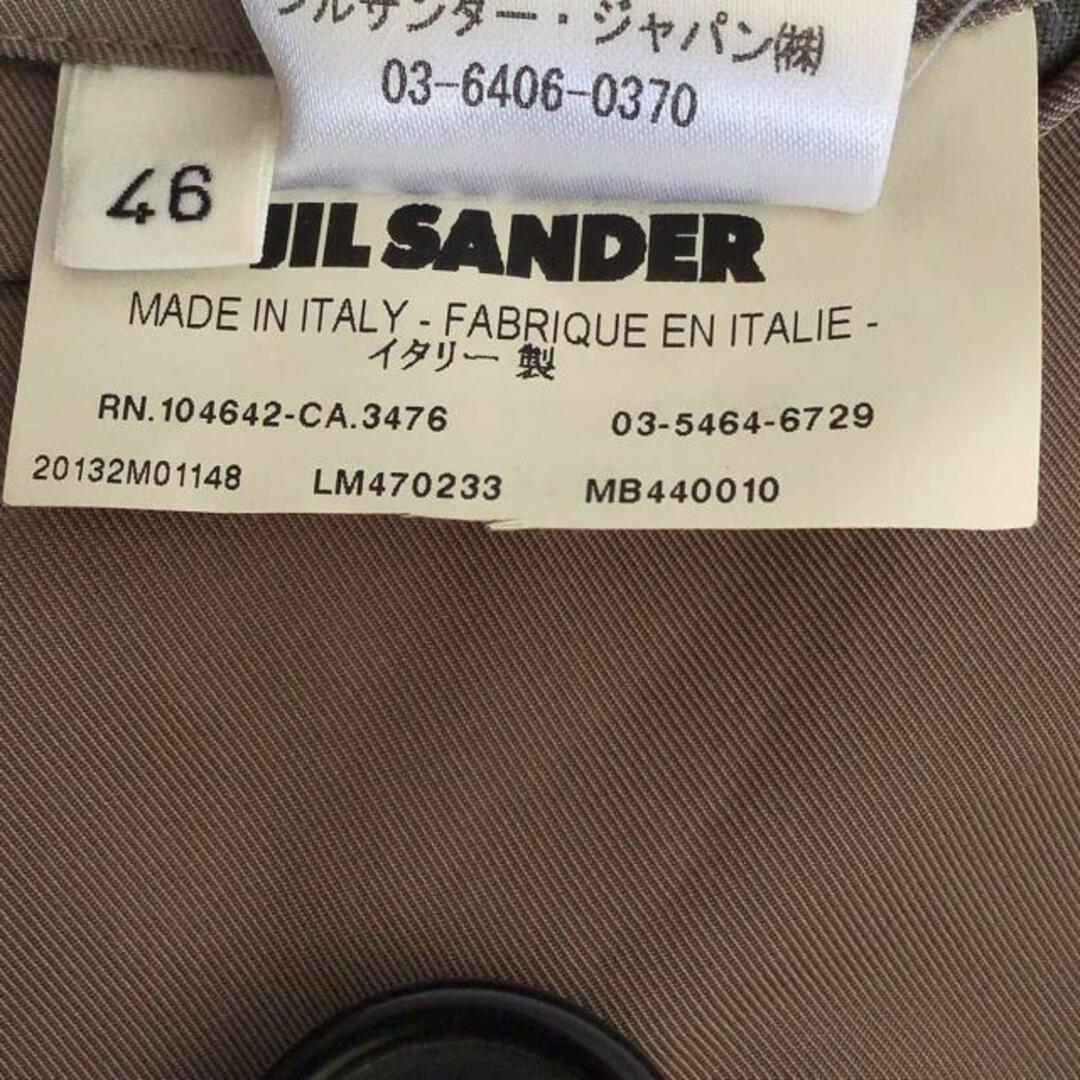 ルサンダー・ジャパン㈱
03-6406-0370
46
JIL SANDER
MADE IN ITALY - FABRIQUE EN ITALIE -
イタリー 製
RN.104642-CA.3476 03-5464-6729
20132M01148 LM470233 MB440010